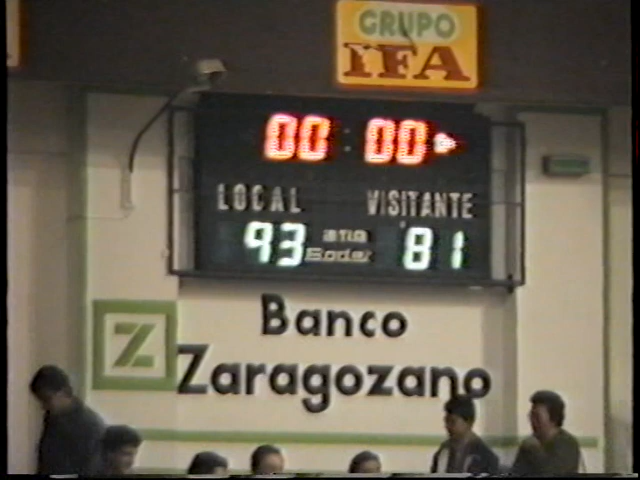 GRUPO
IFA
00:00
LOCAL VISITANTE
93 81
Banco
Z Zaragozano